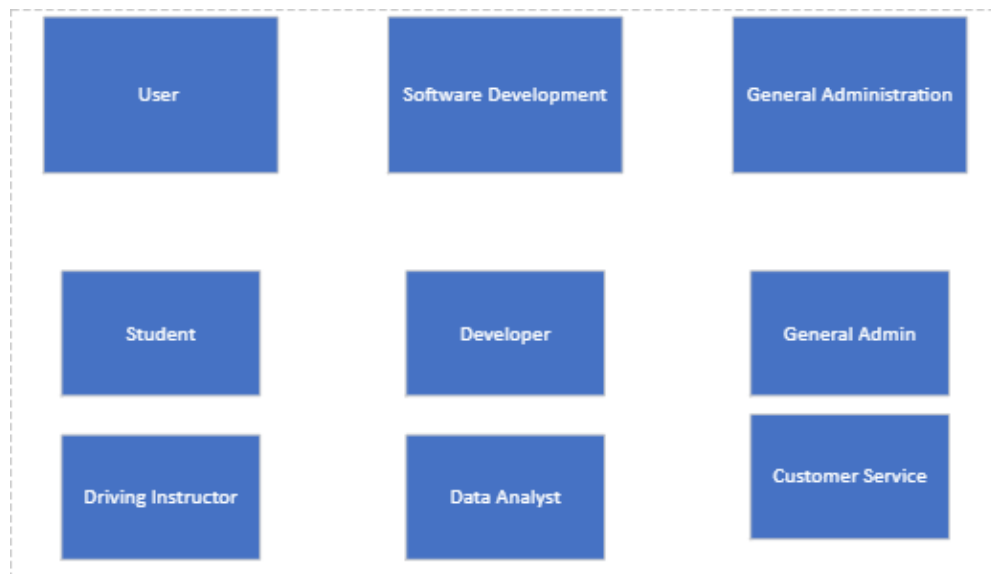 User
Software Development
General Administration
Student
Developer
General Admin
Driving Instructor
Data Analyst
Customer Service